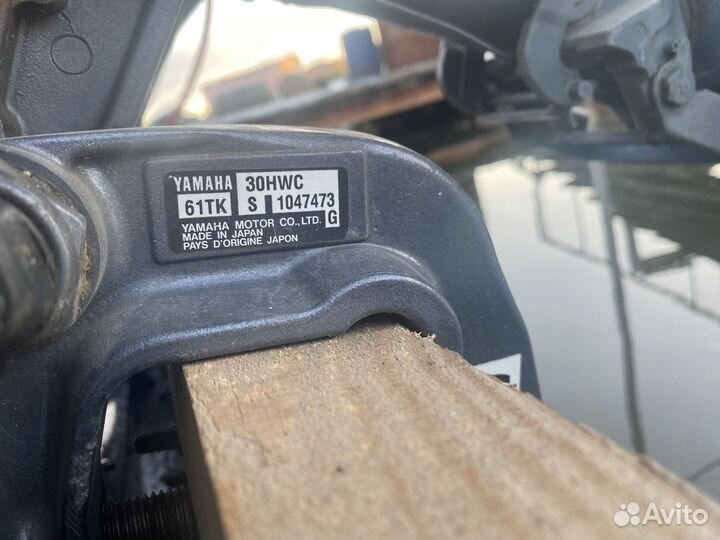 YAMAHA 30HWC
61TK S 1047473
YAMAHA MOTOR CO., LTD. G
MADE IN JAPAN
PAYS D'ORIGINE JAPON
Avito